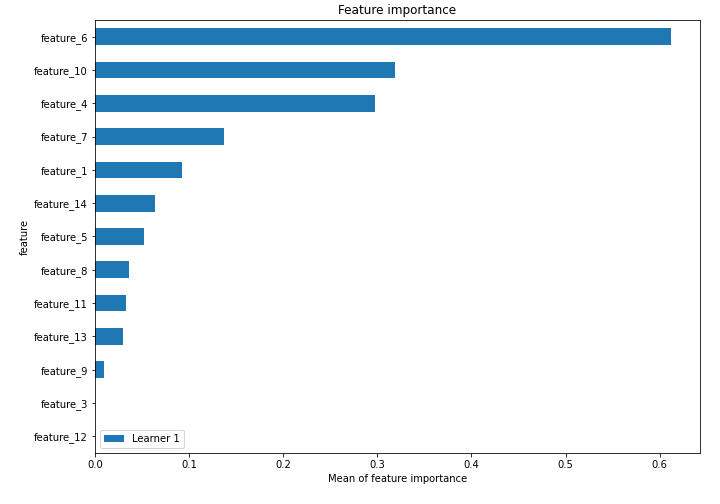 Feature importance
feature_6
feature_10
feature_4
feature_7
feature_1
feature_14
feature_5
feature_8
feature_11
feature_13
feature_9
feature_3
feature_12
feature
Learner 1
0.0 0.1 0.2 0.3 0.4 0.5 0.6
Mean of feature importance